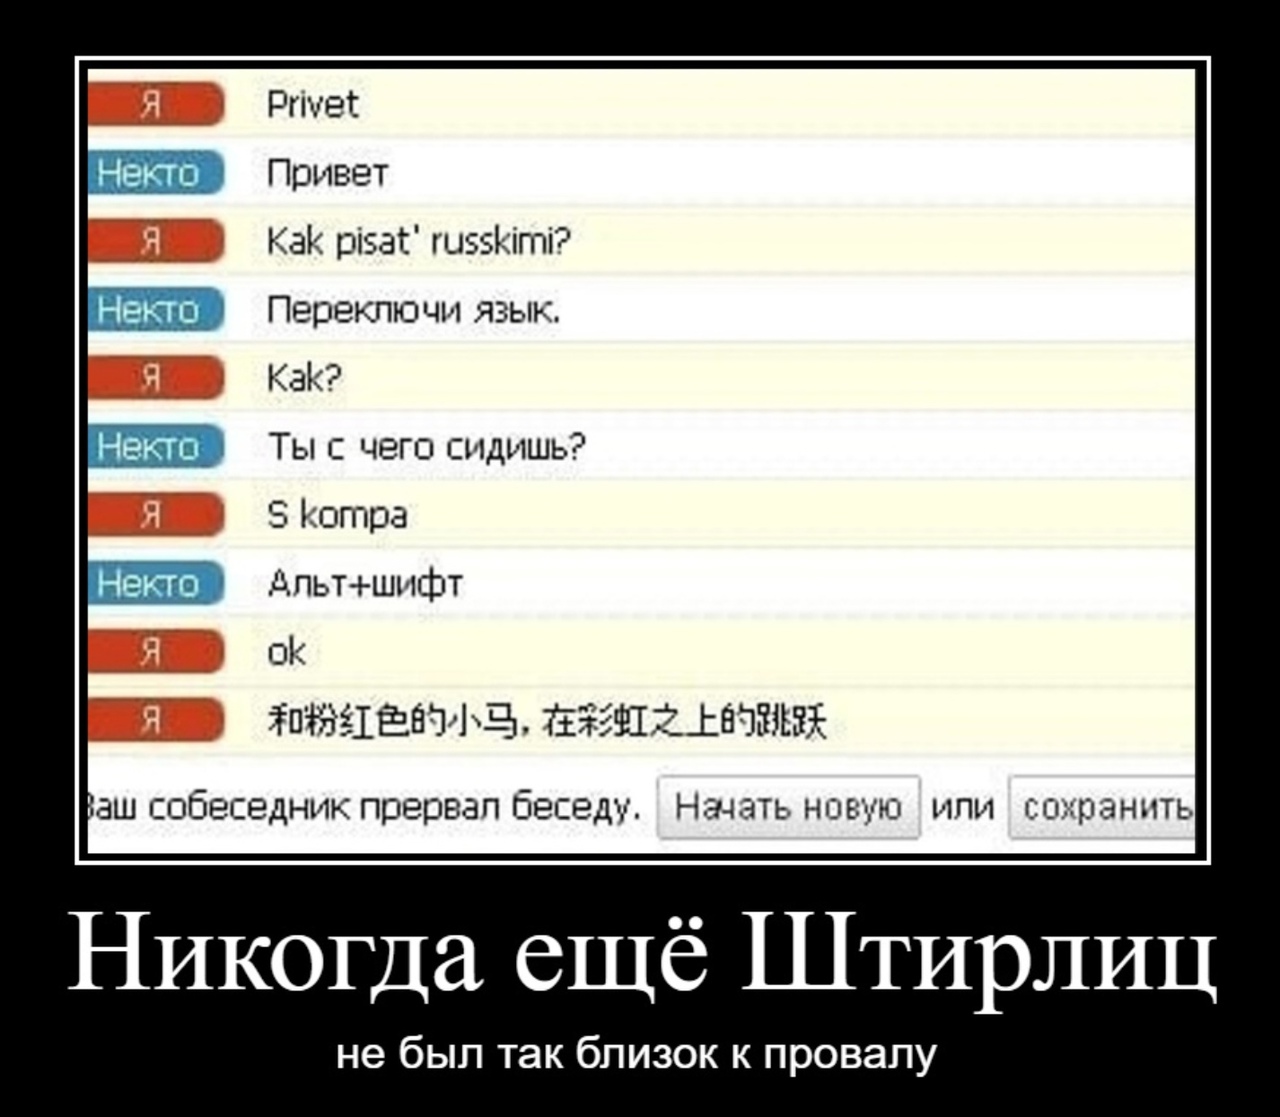 Я Privet
Некто Привет
Я Kak pisat' russkimi?
Некто Переключи язык.
Я Kak?
Некто Ты с чего сидишь?
Я S kompa
Некто Альт+шифт
Я ok
Я 和粉红色的小马, 在彩虹之上的跳跃
Ваш собеседник прервал беседу. Начать новую или сохранить
Никогда ещё Штирлиц
не был так близок к провалу